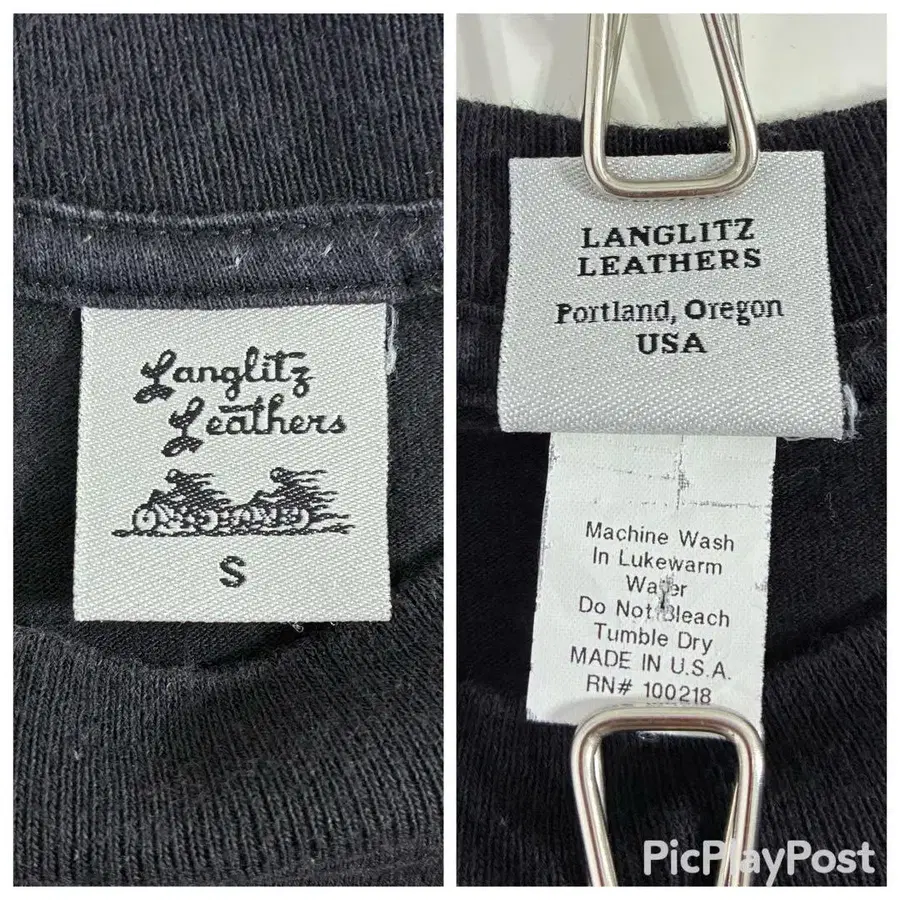 Langlitz
Leathers
S
LANGLITZ
LEATHERS
Portland, Oregon
USA
Machine Wash
In Lukewarm
Water
Do Not Bleach
Tumble Dry
MADE IN U.S.A.
RN# 100218
PicPlayPost